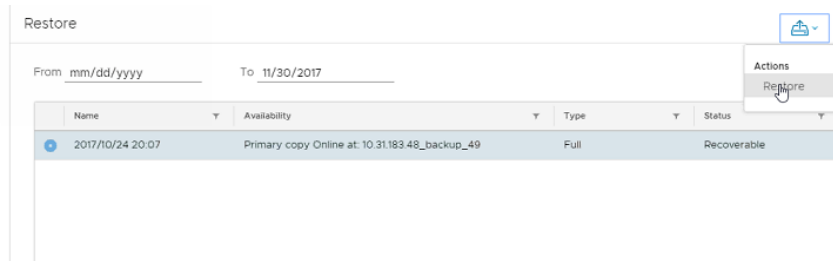 Restore
From mm/dd/yyyy To 11/30/2017
Actions
Restore
Name Availability Type Status
2017/10/24 20:07 Primary copy Online at: 10.31.183.48_backup_49 Full Recoverable